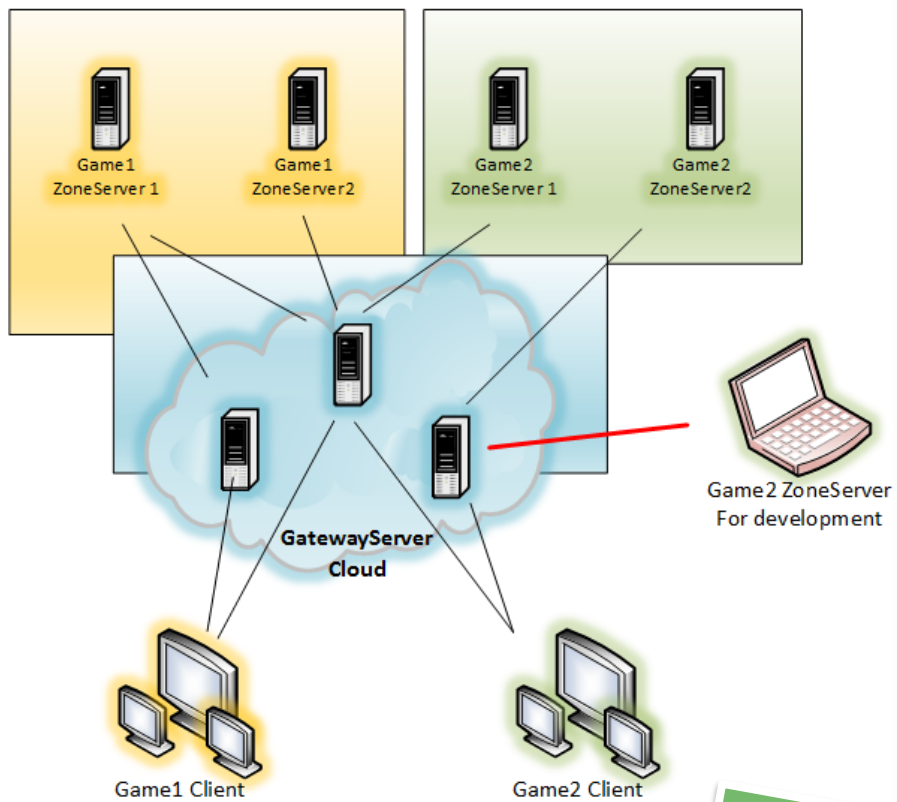 Game1
ZoneServer 1
Game1
ZoneServer2
Game2
ZoneServer 1
Game2
ZoneServer2
Game2 ZoneServer
For development
GatewayServer
Cloud
Game1 Client
Game2 Client